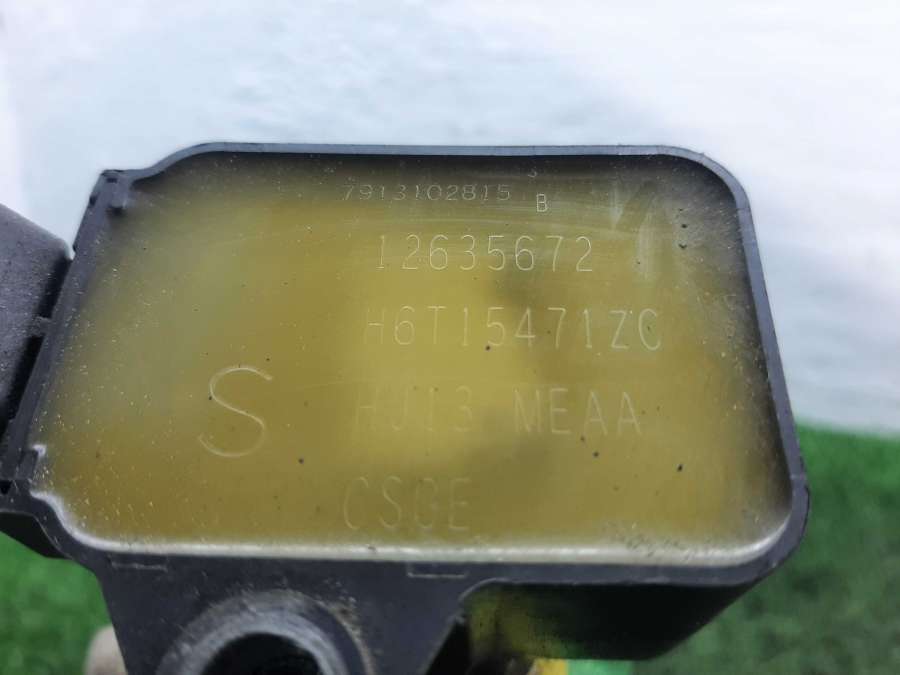 7913102815 B
12635672
H6T15471ZC
S HJ13 MEAA
CSGE